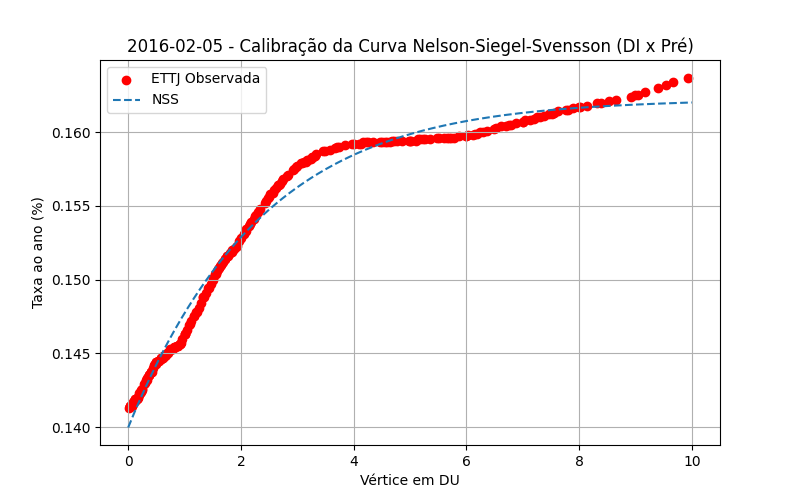 2016-02-05 - Calibração da Curva Nelson-Siegel-Svensson (DI x Pré)
ETTJ Observada
NSS
Taxa ao ano (%)
0.160
0.155
0.150
0.145
0.140
0 2 4 6 8 10
Vértice em DU